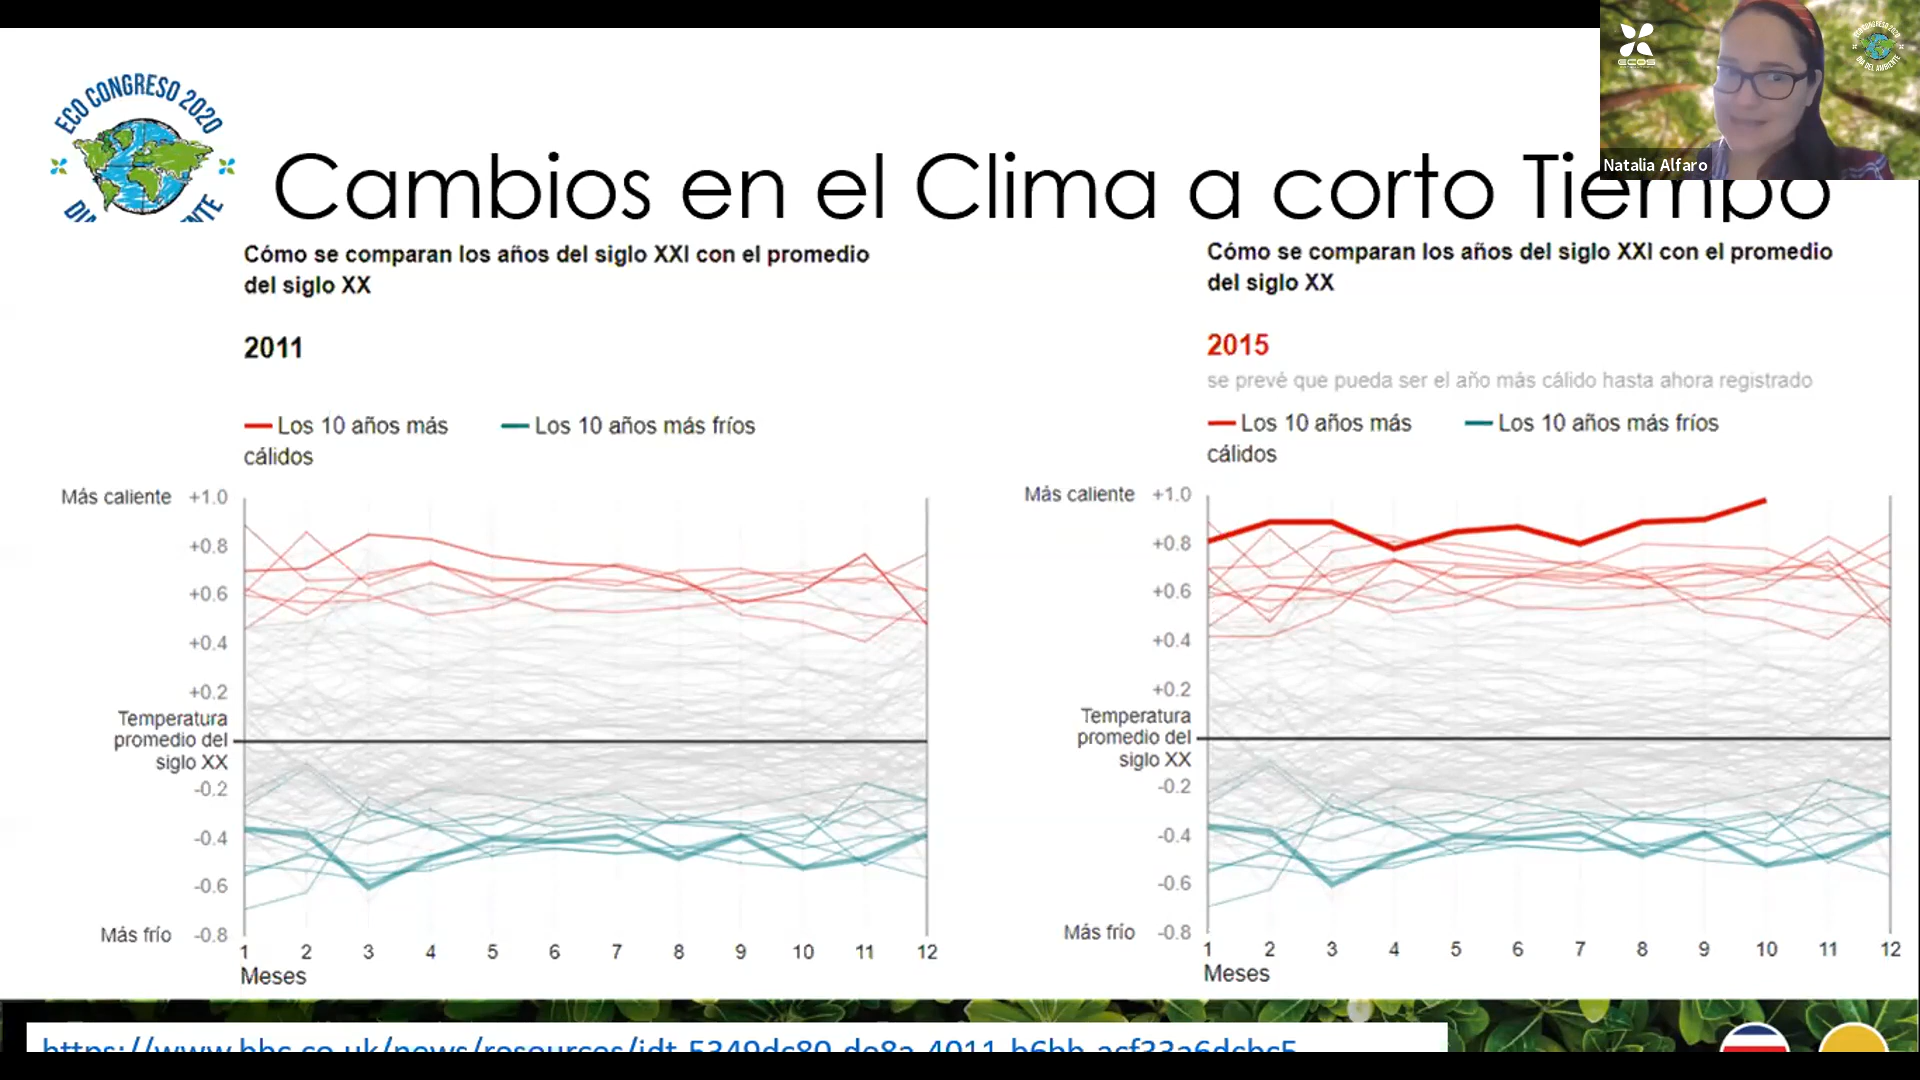 ECO CONGRESO 2020
Cambios en el Clima a corto Tiempo
ECOS
ECO CONGRESO 2020
DIA DEL AMBIENTE
Natalia Alfaro
Cómo se comparan los años del siglo XXI con el promedio
del siglo XX
2011
Los 10 años más
cálidos
Los 10 años más fríos
Más caliente +1.0
+0.8
+0.6
+0.4
+0.2
Temperatura
promedio del
siglo XX
-0.2
-0.4
-0.6
Más frío -0.8
1 2 3 4 5 6 7 8 9 10 11 12
Meses
Cómo se comparan los años del siglo XXI con el promedio
del siglo XX
2015
se prevé que pueda ser el año más cálido hasta ahora registrado
Los 10 años más
cálidos
Los 10 años más fríos
Más caliente +1.0
+0.8
+0.6
+0.4
+0.2
Temperatura
promedio del
siglo XX
-0.2
-0.4
-0.6
Más frío -0.8
1 2 3 4 5 6 7 8 9 10 11 12
Meses